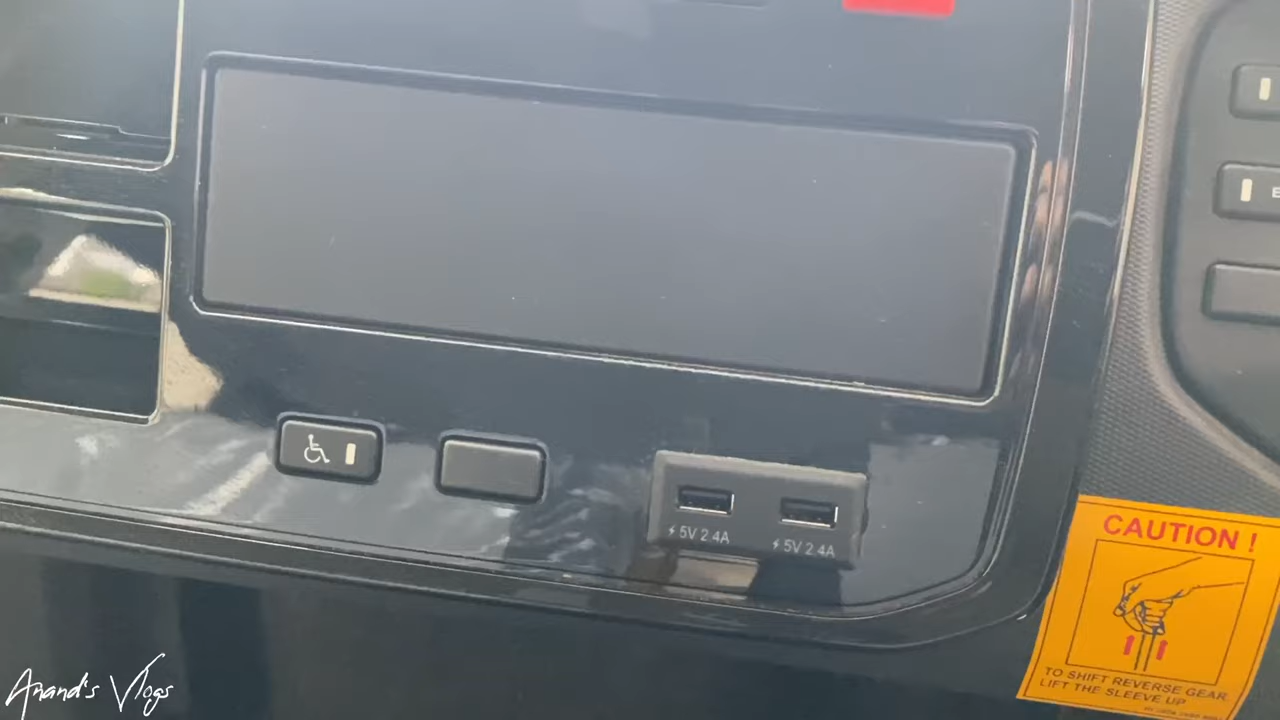 5V 2.4A
5V 2.4A
CAUTION !
TO SHIFT REVERSE GEAR
LIFT THE SLEEVE UP
Anand's Vlogs